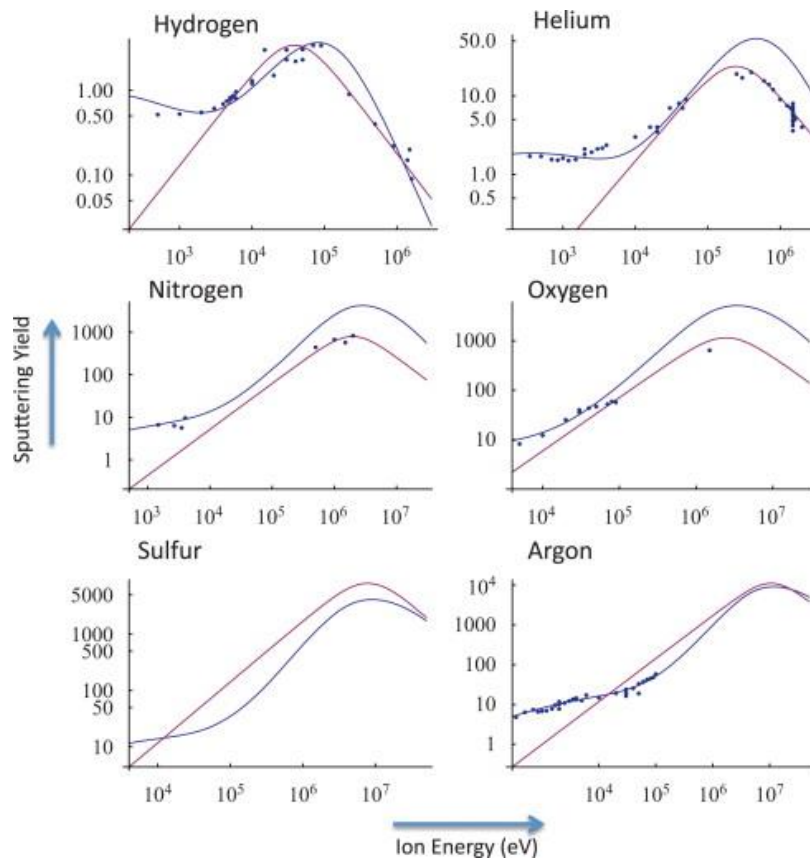 Hydrogen
Helium
1.00
0.50
0.10
0.05
10³ 10⁴ 10⁵ 10⁶
50.0
10.0
5.0
1.0
0.5
10³ 10⁴ 10⁵ 10⁶
Nitrogen
Oxygen
1000
100
10
1
10³ 10⁴ 10⁵ 10⁶ 10⁷
1000
100
10
10⁴ 10⁵ 10⁶ 10⁷
Sputtering Yield
Sulfur
Argon
5000
1000
500
100
50
10
10⁴ 10⁵ 10⁶ 10⁷
10⁴
1000
100
10
1
10⁴ 10⁵ 10⁶ 10⁷
Ion Energy (eV)